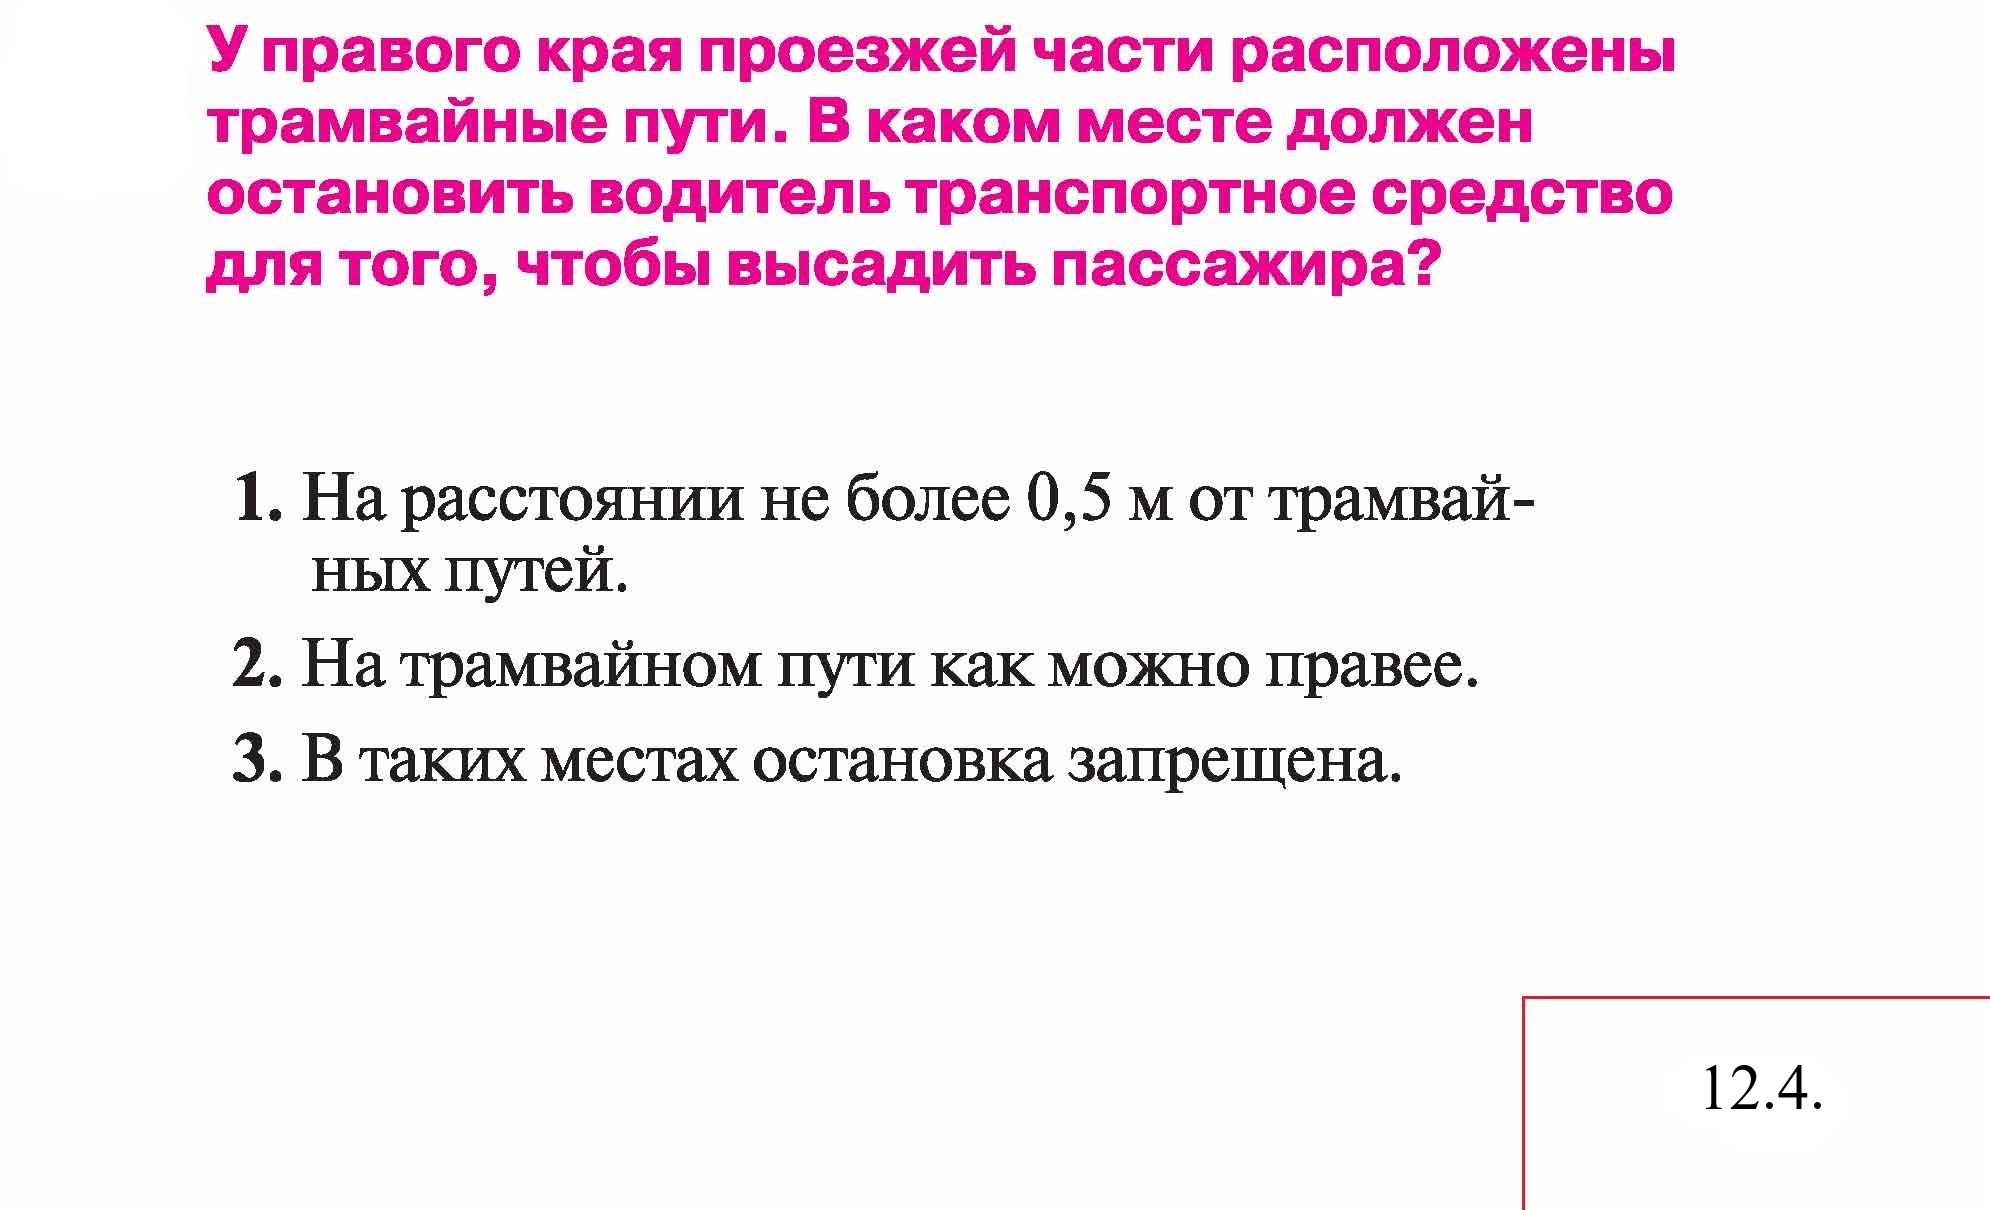 У правого края проезжей части расположены
трамвайные пути. В каком месте должен
остановить водитель транспортное средство
для того, чтобы высадить пассажира?
1. На расстоянии не более 0,5 м от трамвай-
ных путей.
2. На трамвайном пути как можно правее.
3. В таких местах остановка запрещена.
12.4.